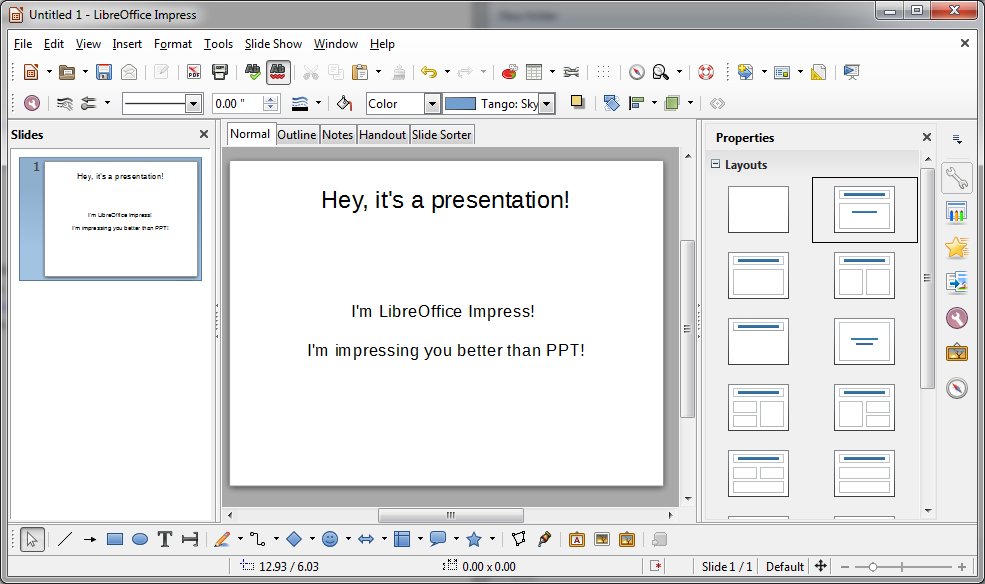 Untitled 1 - LibreOffice Impress
File Edit View Insert Format Tools Slide Show Window Help
PDF
0.00 " Color Tango: Sky
Slides
Normal Outline Notes Handout Slide Sorter
Properties
Layouts
1
Hey, it's a presentation!
I'm LibreOffice Impress!
I'm impressing you better than PPT!
Hey, it's a presentation!
I'm LibreOffice Impress!
I'm impressing you better than PPT!
12.93 / 6.03 0.00 x 0.00 Slide 1 / 1 Default